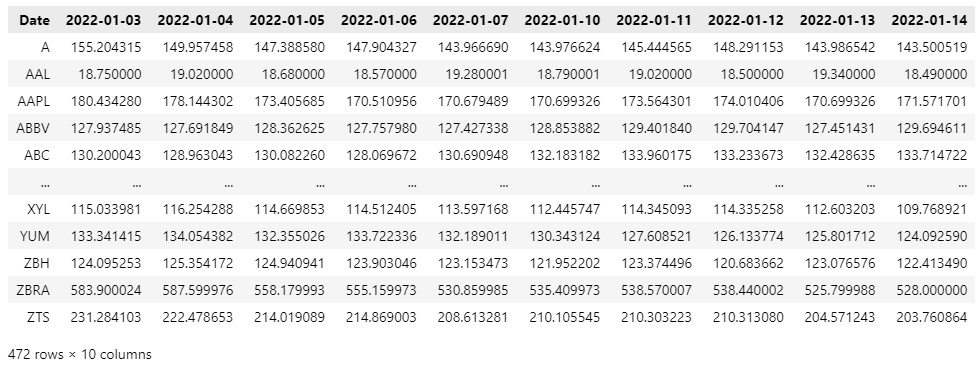 Date 2022-01-03 2022-01-04 2022-01-05 2022-01-06 2022-01-07 2022-01-10 2022-01-11 2022-01-12 2022-01-13 2022-01-14
A 155.204315 149.957458 147.388580 147.904327 143.966690 143.976624 145.444565 148.291153 143.986542 143.500519
AAL 18.750000 19.020000 18.680000 18.570000 19.280001 18.790001 19.020000 18.500000 19.340000 18.490000
AAPL 180.434280 178.144302 173.405685 170.510956 170.679489 170.699326 173.564301 174.010406 170.699326 171.571701
ABBV 127.937485 127.691849 128.362625 127.757980 127.427338 128.853882 129.401840 129.704147 127.451431 129.694611
ABC 130.200043 128.963043 130.082260 128.069672 130.690948 132.183182 133.960175 133.233673 132.428635 133.714722
... ... ... ... ... ... ... ... ... ... ...
XYL 115.033981 116.254288 114.669853 114.512405 113.597168 112.445747 114.345093 114.335258 112.603203 109.768921
YUM 133.341415 134.054382 132.355026 133.722336 132.189011 130.343124 127.608521 126.133774 125.801712 124.092590
ZBH 124.095253 125.354172 124.940941 123.903046 123.153473 121.952202 123.374496 120.683662 123.076576 122.413490
ZBRA 583.900024 587.599976 558.179993 555.159973 530.859985 535.409973 538.570007 538.440002 525.799988 528.000000
ZTS 231.284103 222.478653 214.019089 214.869003 208.613281 210.105545 210.303223 210.313080 204.571243 203.760864
472 rows × 10 columns